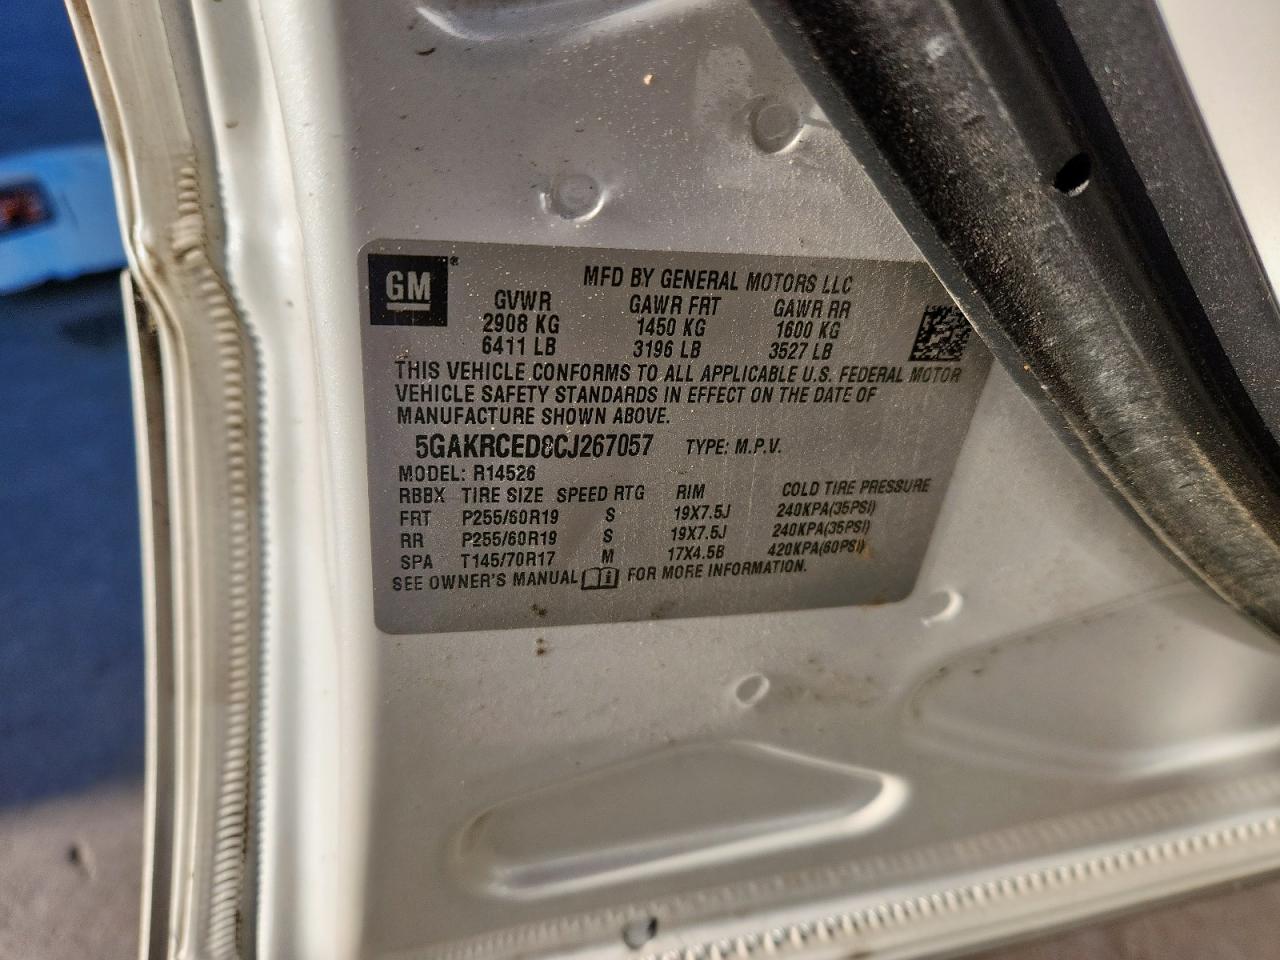 GM®
MFD BY GENERAL MOTORS LLC
GVWR GAWR FRT GAWR RR
2908 KG 1450 KG 1600 KG
6411 LB 3196 LB 3527 LB
THIS VEHICLE CONFORMS TO ALL APPLICABLE U.S. FEDERAL MOTOR
VEHICLE SAFETY STANDARDS IN EFFECT ON THE DATE OF
MANUFACTURE SHOWN ABOVE.
5GAKRCED8CJ267057 TYPE: M.P.V.
MODEL: R14526
RBBX TIRE SIZE SPEED RTG RIM COLD TIRE PRESSURE
FRT P255/60R19 S 19X7.5J 240KPA(35PSI)
RR P255/60R19 S 19X7.5J 240KPA(35PSI)
SPA T145/70R17 M 17X4.5B 420KPA(60PSI)
SEE OWNER'S MANUAL FOR MORE INFORMATION.